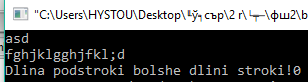 "C:\Users\HYSTOU\Desktop\
asd
fghjklgghjfkl;d
Dlina podstroki bolshe dlini stroki!0